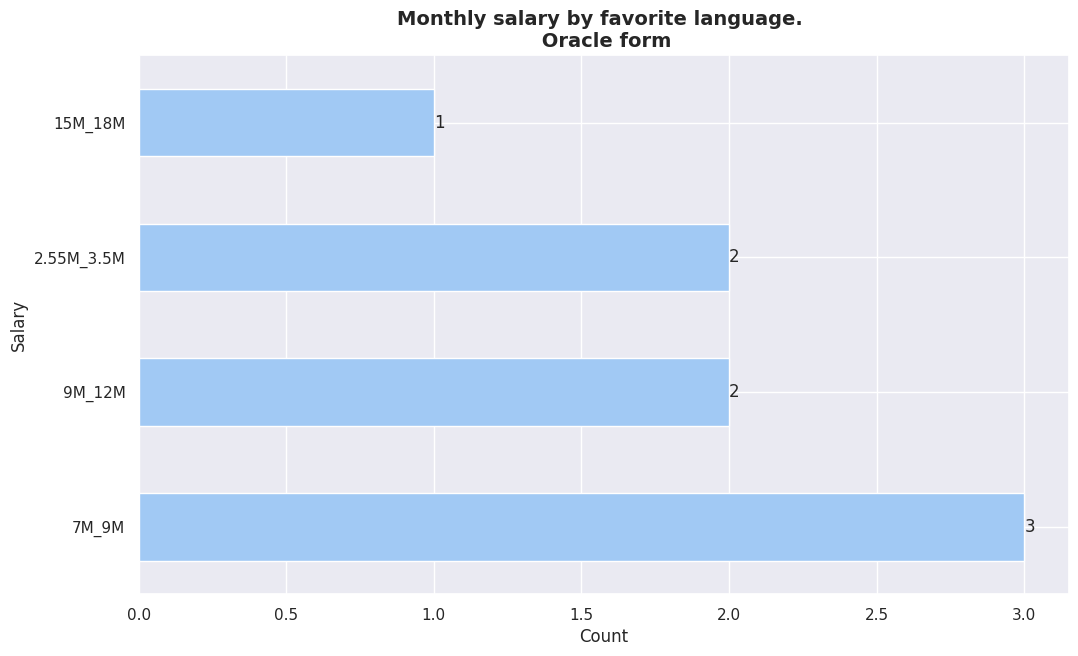 Monthly salary by favorite language.
Oracle form
15M_18M
1
2.55M_3.5M
2
9M_12M
2
7M_9M
3
Salary
0.0 0.5 1.0 1.5 2.0 2.5 3.0
Count